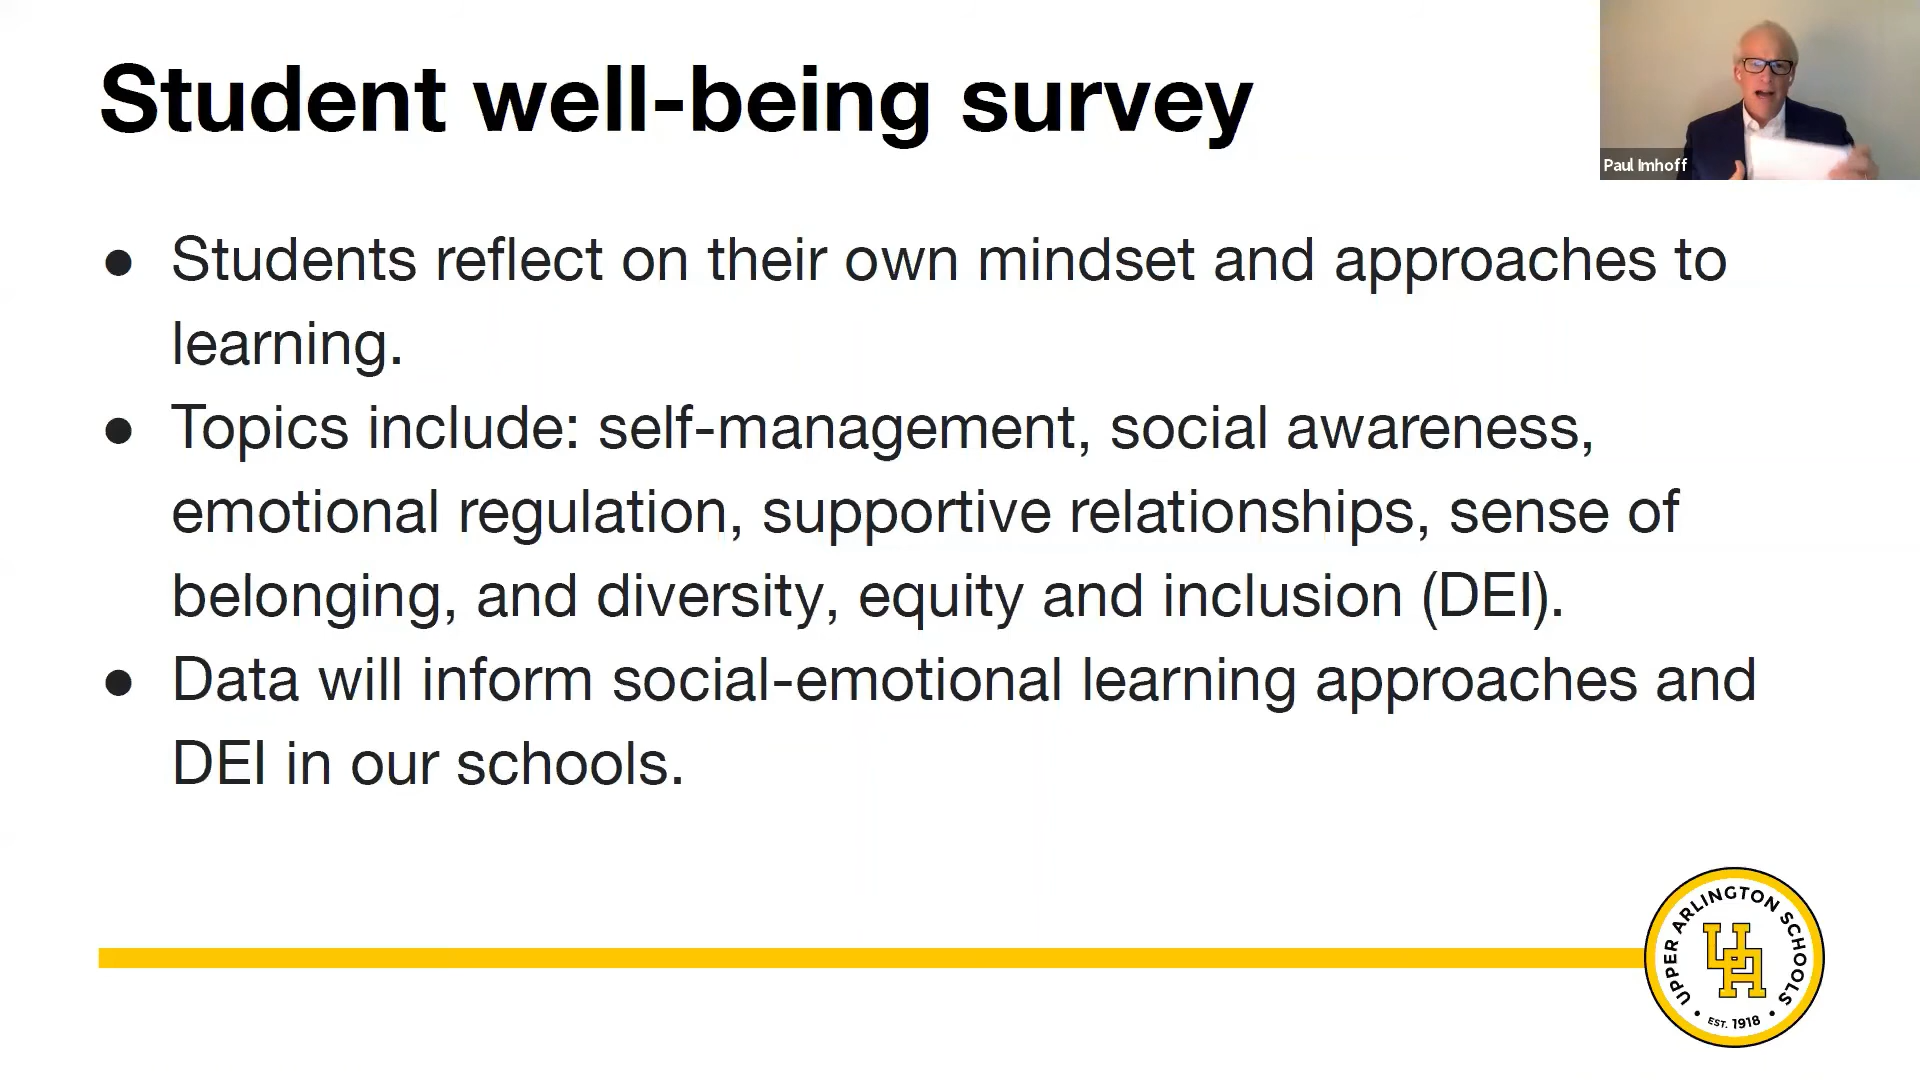 Student well-being survey
Paul Imhoff
● Students reflect on their own mindset and approaches to
learning.
● Topics include: self-management, social awareness,
emotional regulation, supportive relationships, sense of
belonging, and diversity, equity and inclusion (DEI).
● Data will inform social-emotional learning approaches and
DEI in our schools.
UPPER ARLINGTON SCHOOLS
UA
• EST. 1918 •